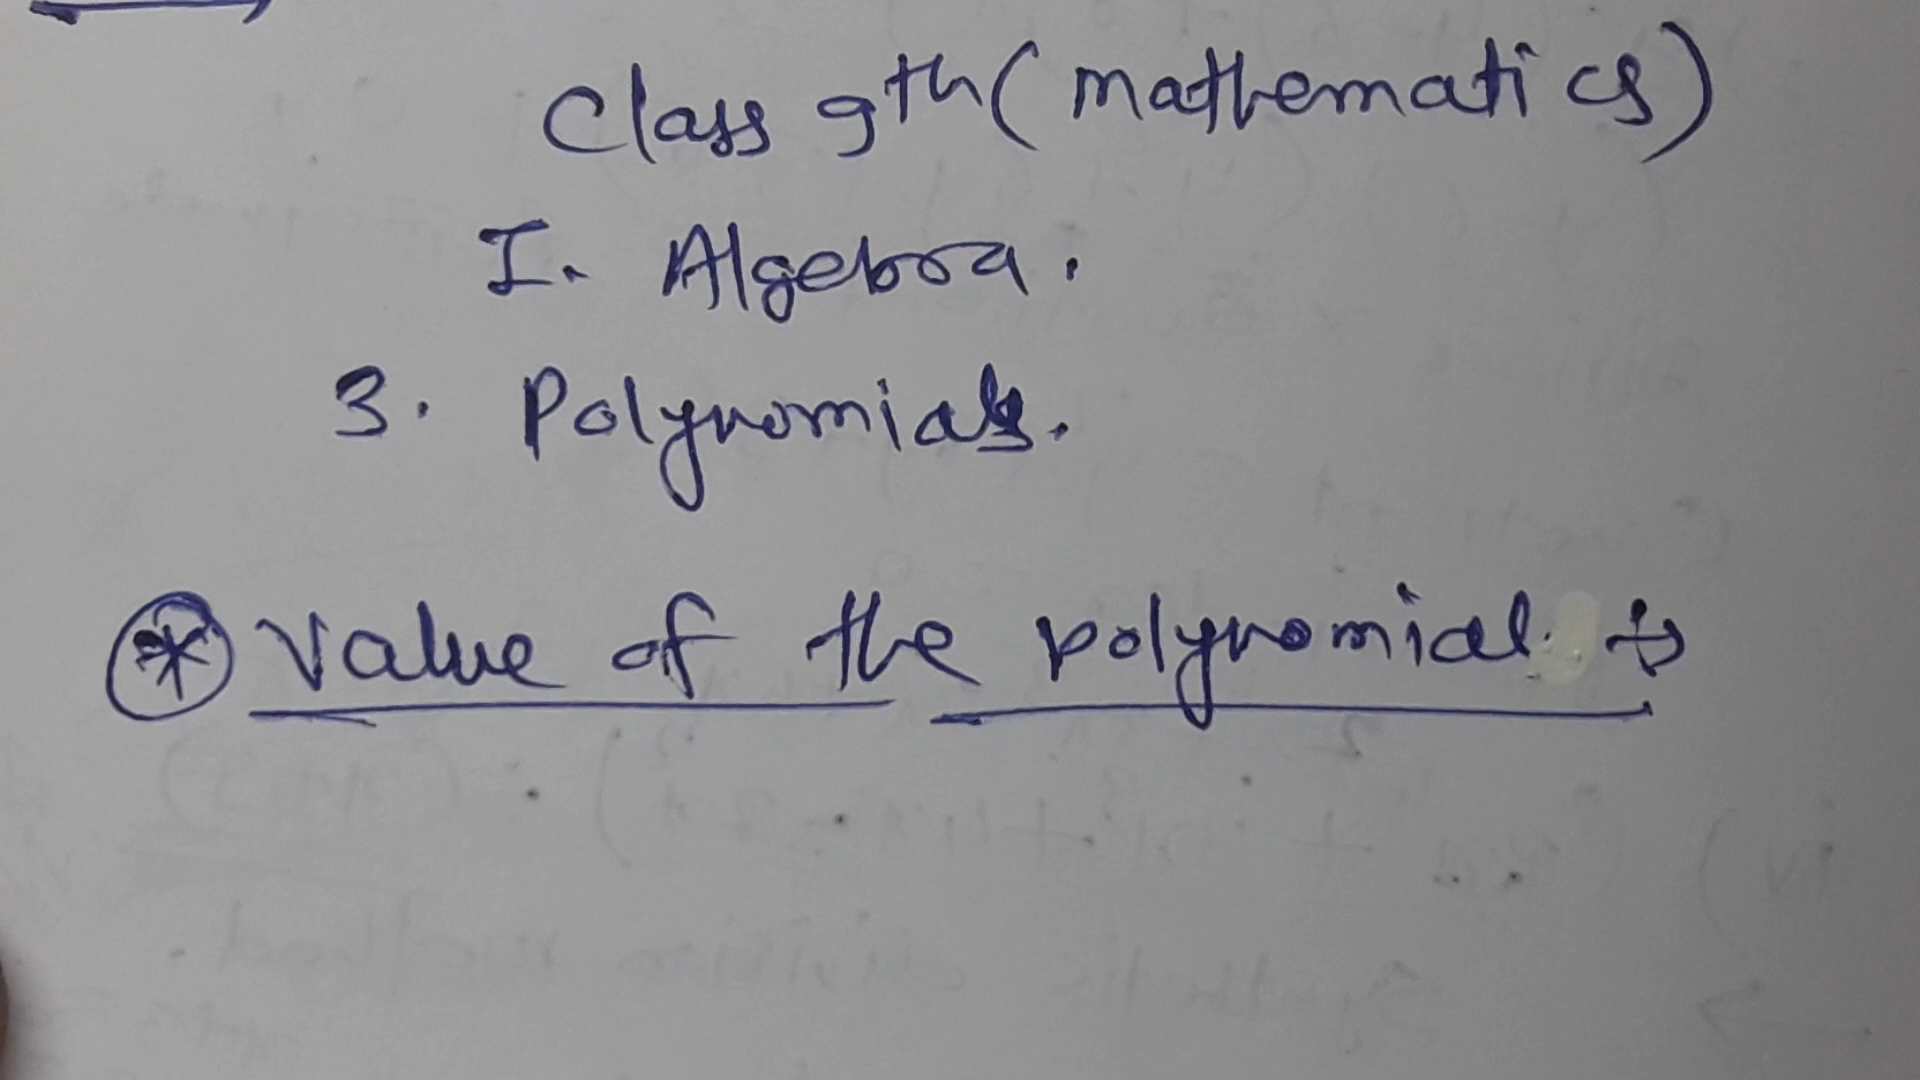 Class 9th (mathematics)
I. Algebra.
3. Polynomials.
* Value of the polynomial. →